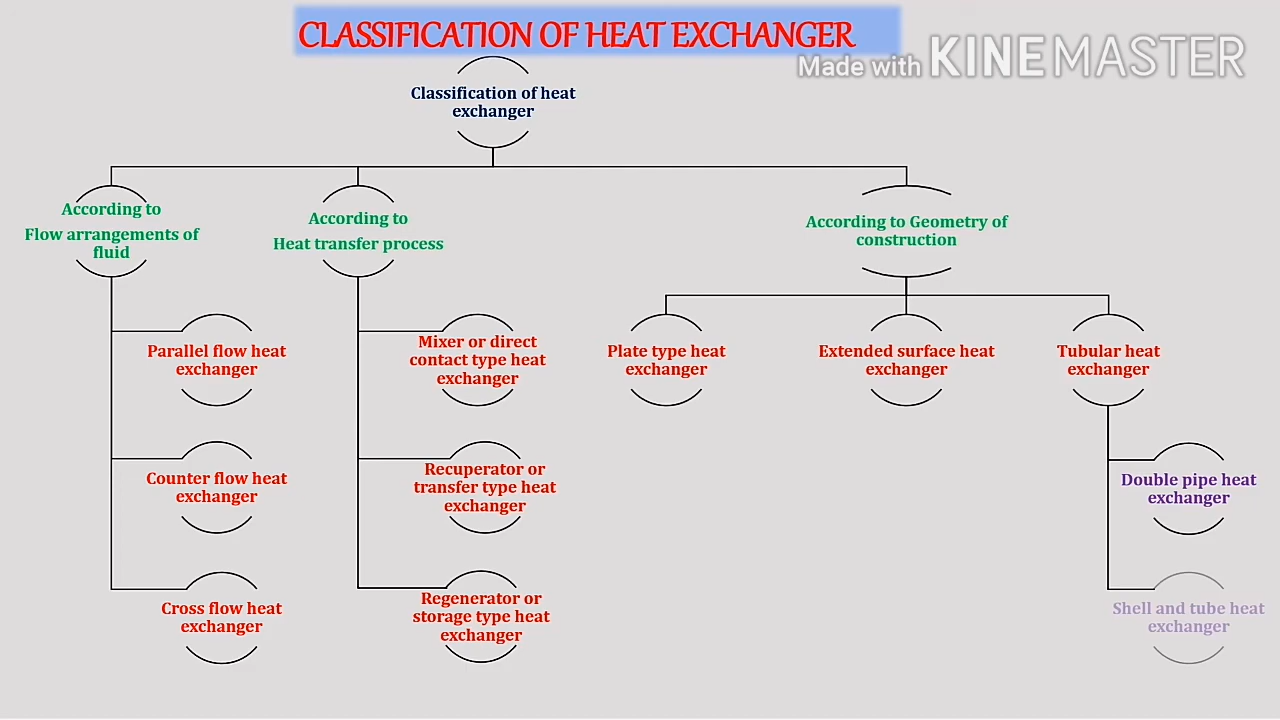 CLASSIFICATION OF HEAT EXCHANGER
Made with KINEMASTER
Classification of heat
exchanger
According to
Flow arrangements of
fluid
According to
Heat transfer process
According to Geometry of
construction
Parallel flow heat
exchanger
Mixer or direct
contact type heat
exchanger
Plate type heat
exchanger
Extended surface heat
exchanger
Tubular heat
exchanger
Counter flow heat
exchanger
Recuperator or
transfer type heat
exchanger
Double pipe heat
exchanger
Cross flow heat
exchanger
Regenerator or
storage type heat
exchanger
Shell and tube heat
exchanger